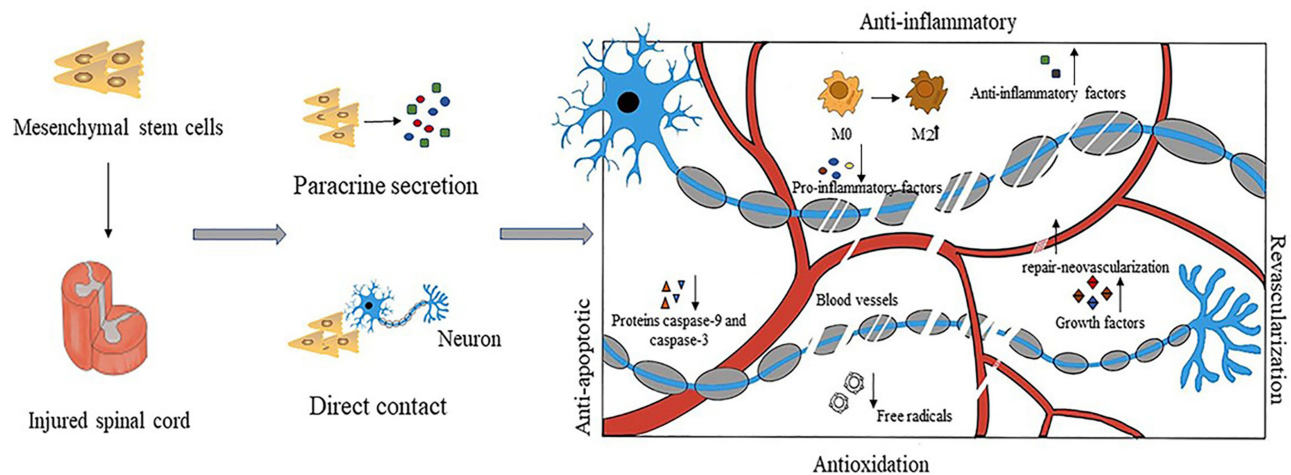 Mesenchymal stem cells
Injured spinal cord
Paracrine secretion
Neuron
Direct contact
Anti-inflammatory
Anti-inflammatory factors
M0
M2
Pro-inflammatory factors
Anti-apoptotic
Proteins caspase-9 and
caspase-3
Blood vessels
repair-neovascularization
Growth factors
Revascularization
Free radicals
Antioxidation